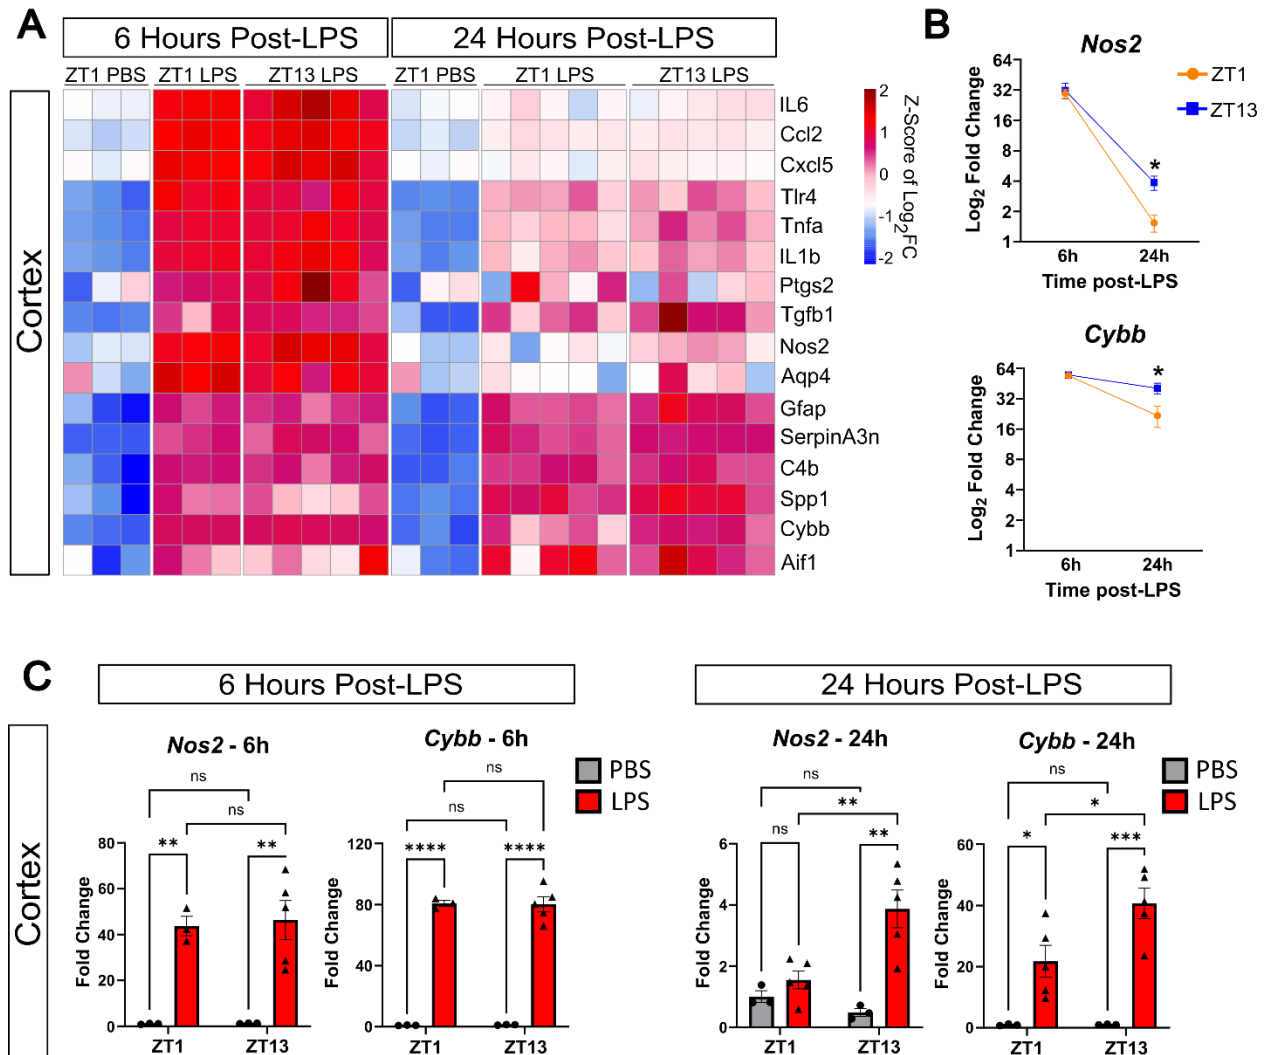 A
6 Hours Post-LPS
24 Hours Post-LPS
ZT1 PBS
ZT1 LPS
ZT13 LPS
ZT1 PBS
ZT1 LPS
ZT13 LPS
Cortex
IL6
Ccl2
Cxcl5
Tlr4
Tnfa
IL1b
Ptgs2
Tgfb1
Nos2
Aqp4
Gfap
SerpinA3n
C4b
Spp1
Cybb
Aif1
2
1
0
-1
-2
Z-Score of Log2FC
B
Nos2
64
32
16
8
4
2
1
Log2 Fold Change
*
6h
24h
Time post-LPS
ZT1
ZT13
Cybb
64
32
16
8
4
2
1
Log2 Fold Change
*
6h
24h
Time post-LPS
C
6 Hours Post-LPS
24 Hours Post-LPS
Cortex
Nos2 - 6h
ns
ns
**
**
80
60
40
20
0
Fold Change
ZT1
ZT13
Cybb - 6h
ns
ns
****
****
120
80
40
0
Fold Change
ZT1
ZT13
PBS
LPS
Nos2 - 24h
ns
**
ns
**
6
4
2
0
Fold Change
ZT1
ZT13
Cybb - 24h
ns
*
*
***
60
40
20
0
Fold Change
ZT1
ZT13
PBS
LPS